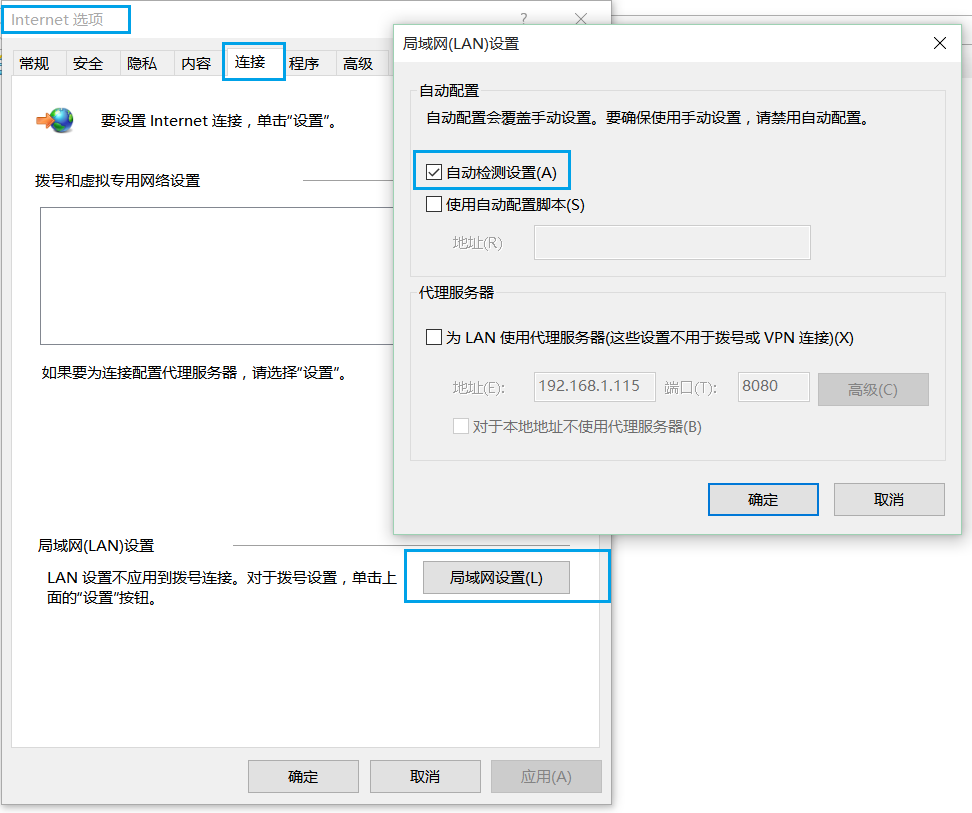 Internet 选项
?
常规
安全
隐私
内容
连接
程序
高级
要设置 Internet 连接，单击“设置”。
拨号和虚拟专用网络设置
如果要为连接配置代理服务器，请选择“设置”。
局域网(LAN)设置
LAN 设置不应用到拨号连接。对于拨号设置，单击上
面的“设置”按钮。
局域网设置(L)
确定
取消
应用(A)
局域网(LAN)设置
自动配置
自动配置会覆盖手动设置。要确保使用手动设置，请禁用自动配置。
自动检测设置(A)
使用自动配置脚本(S)
地址(R)
代理服务器
为 LAN 使用代理服务器(这些设置不用于拨号或 VPN 连接)(X)
地址(E):
192.168.1.115
端口(T):
8080
高级(C)
对于本地地址不使用代理服务器(B)
确定
取消